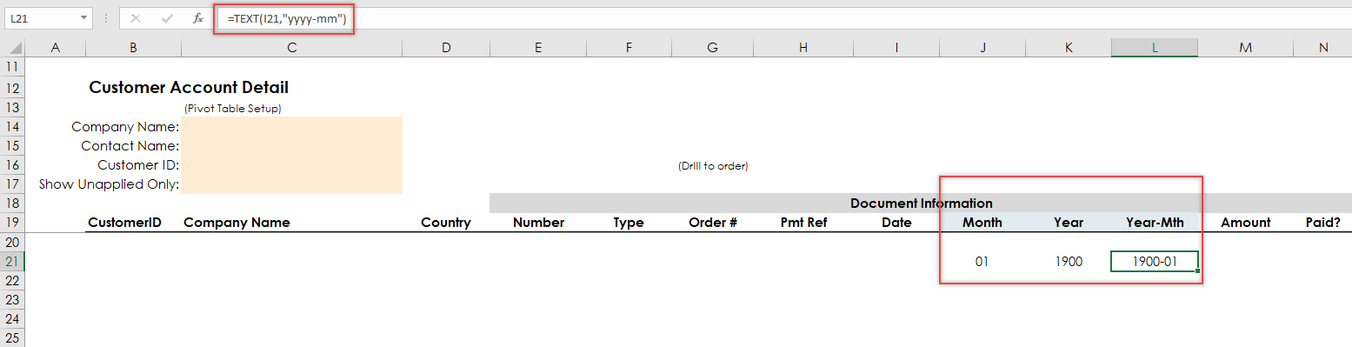 L21 fx =TEXT(I21,"yyyy-mm")
A B C D E F G H I J K L M N
11
12 Customer Account Detail
13 (Pivot Table Setup)
14 Company Name:
15 Contact Name:
16 Customer ID: (Drill to order)
17 Show Unapplied Only:
18 Document Information
19 CustomerID Company Name Country Number Type Order # Pmt Ref Date Month Year Year-Mth Amount Paid?
20
21 01 1900 1900-01
22
23
24
25